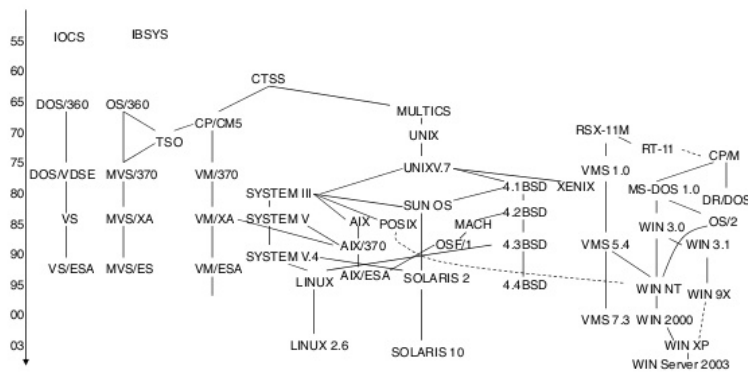 IOCS IBSYS
55
60
CTSS
65 DOS/360 OS/360 MULTICS
CP/CM5
70 TSO UNIX RSX-11M
RT-11 CP/M
75 DOS/VDSE MVS/370 VM/370 UNIXV.7 VMS 1.0
80 SYSTEM III SUN OS 4.1BSD XENIX MS-DOS 1.0 DR/DOS
85 VS MVS/XA VM/XA SYSTEM V AIX POSIX MACH 4.2BSD WIN 3.0 OS/2
AIX/370 OSF/1 4.3BSD VMS 5.4 WIN 3.1
90 VS/ESA MVS/ES VM/ESA SYSTEM V.4
95 LINUX AIX/ESA SOLARIS 2 4.4BSD WIN NT WIN 9X
00 VMS 7.3 WIN 2000
03 LINUX 2.6 SOLARIS 10 WIN XP
WIN Server 2003